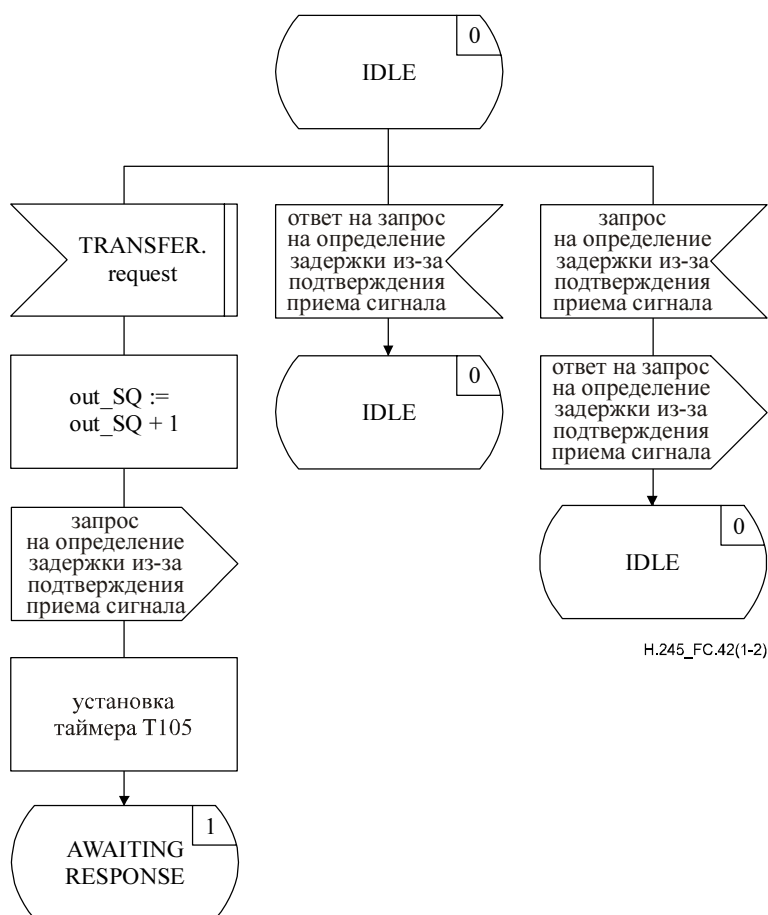 0
IDLE
TRANSFER.
request
ответ на запрос
на определение
задержки из-за
подтверждения
приема сигнала
запрос
на определение
задержки из-за
подтверждения
приема сигнала
out_SQ :=
out_SQ + 1
0
IDLE
ответ на запрос
на определение
задержки из-за
подтверждения
приема сигнала
запрос
на определение
задержки из-за
подтверждения
приема сигнала
0
IDLE
H.245_FC.42(1-2)
установка
таймера T105
1
AWAITING
RESPONSE